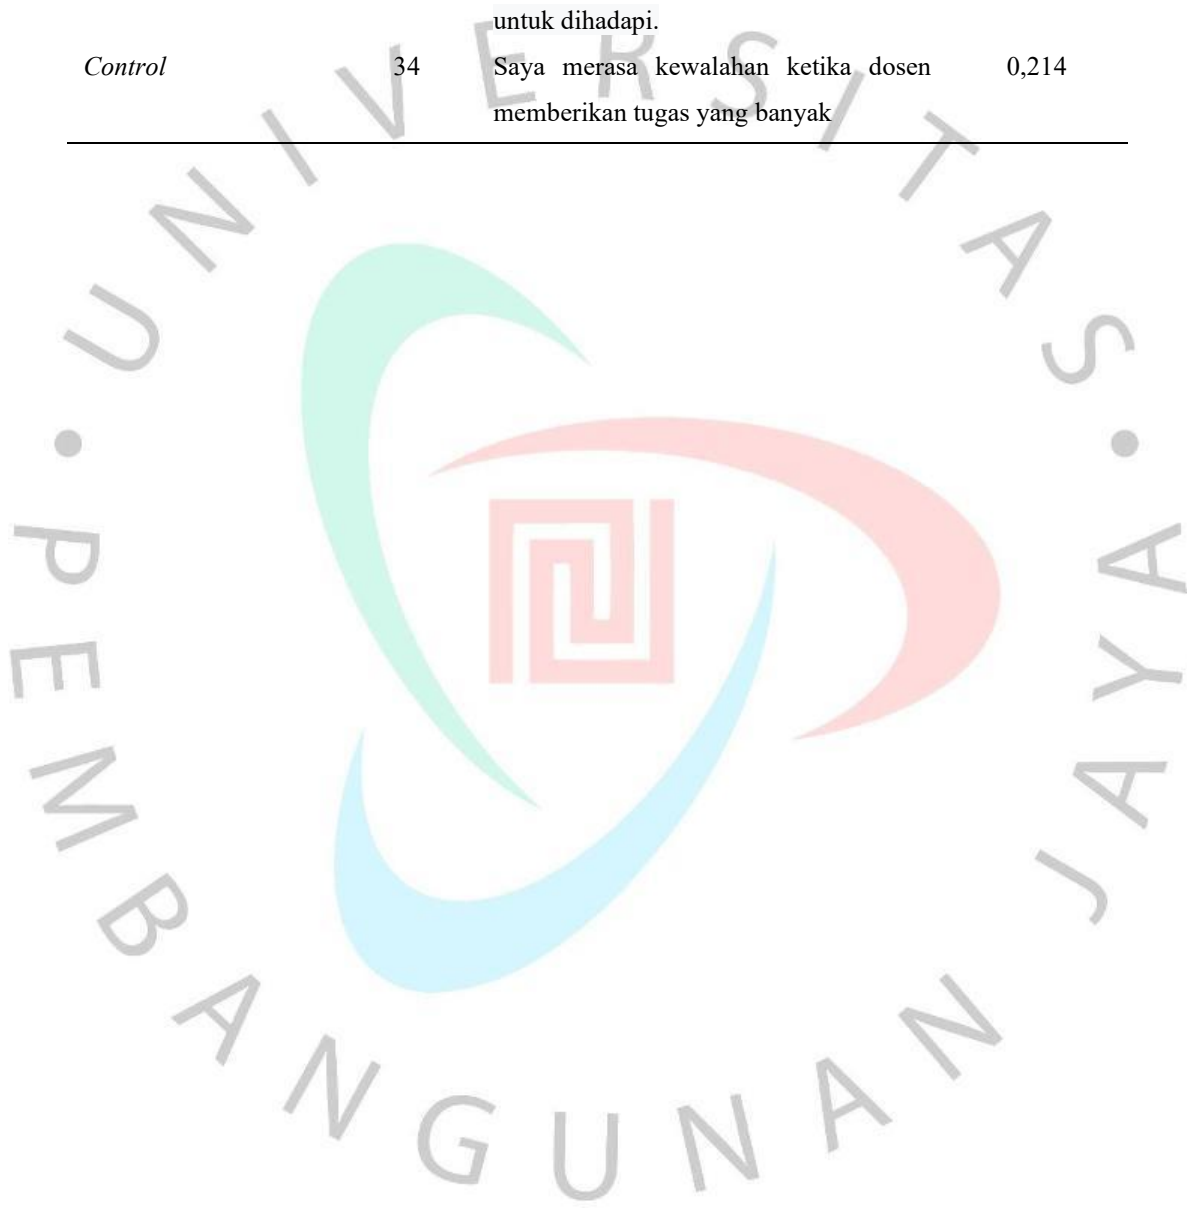 untuk dihadapi.
Control 34 Saya merasa kewalahan ketika dosen 0,214
memberikan tugas yang banyak
UNIVERSITAS • PEMBANGUNAN JAYA •